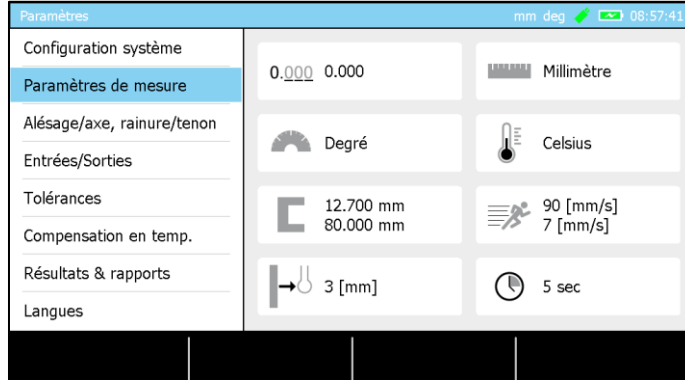 Paramètres
mm deg 08:57:41
Configuration système
Paramètres de mesure
Alésage/axe, rainure/tenon
Entrées/Sorties
Tolérances
Compensation en temp.
Résultats & rapports
Langues
0.000 0.000
Millimètre
Degré
Celsius
12.700 mm
80.000 mm
90 [mm/s]
7 [mm/s]
3 [mm]
5 sec